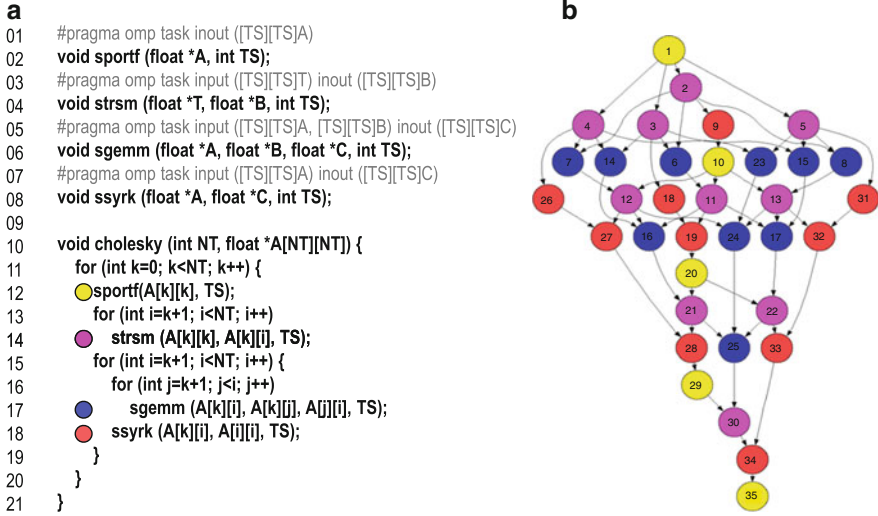 a
01 #pragma omp task inout ([TS][TS]A)
02 void sportf (float *A, int TS);
03 #pragma omp task input ([TS][TS]T) inout ([TS][TS]B)
04 void strsm (float *T, float *B, int TS);
05 #pragma omp task input ([TS][TS]A, [TS][TS]B) inout ([TS][TS]C)
06 void sgemm (float *A, float *B, float *C, int TS);
07 #pragma omp task input ([TS][TS]A) inout ([TS][TS]C)
08 void ssyrk (float *A, float *C, int TS);
09
10 void cholesky (int NT, float *A[NT][NT]) {
11 for (int k=0; k<NT; k++) {
12 sportf(A[k][k], TS);
13 for (int i=k+1; i<NT; i++)
14 strsm (A[k][k], A[k][i], TS);
15 for (int i=k+1; i<NT; i++) {
16 for (int j=k+1; j<i; j++)
17 sgemm (A[k][i], A[k][j], A[j][i], TS);
18 ssyrk (A[k][i], A[i][i], TS);
19 }
20 }
21 }
b
1
2
4 3 9 5
7 14 6 10 23 15 8
26 12 18 11 13 31
27 16 19 24 17 32
20
21 22
28 25 33
29
30
34
35